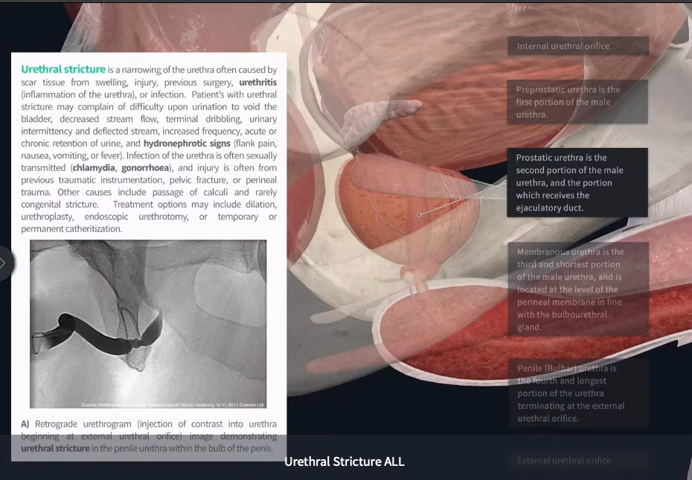 Urethral stricture is a narrowing of the urethra often caused by
scar tissue from swelling, injury, previous surgery, urethritis
(inflammation of the urethra), or infection. Patient's with urethral
stricture may complain of difficulty upon urination to void the
bladder, decreased stream flow, terminal dribbling, urinary
intermittency and deflected stream, increased frequency, acute or
chronic retention of urine, and hydronephrotic signs (flank pain,
nausea, vomiting, or fever). Infection of the urethra is often sexually
transmitted (chlamydia, gonorrhoea), and injury is often from
previous traumatic instrumentation, pelvic fracture, or perineal
trauma. Other causes include passage of calculi and rarely
congenital stricture. Treatment options may include dilation,
urethroplasty, endoscopic urethrotomy, or temporary or
permanent catheritization.
A) Retrograde urethrogram (injection of contrast into urethra
beginning at external urethral orifice) image demonstrating
urethral stricture in the penile urethra within the bulb of the penis.
Internal urethral orifice
Preprostatic urethra is the
first portion of the male
urethra.
Prostatic urethra is the
second portion of the male
urethra, and the portion
which receives the
ejaculatory duct.
Membranous urethra is the
third and shortest portion
of the male urethra, and is
located at the level of the
perineal membrane in line
with the bulbourethral
gland.
Penile (Bulbar) urethra is
the fourth and longest
portion of the urethra
terminating at the external
urethral orifice.
External urethral orifice.
Urethral Stricture ALL